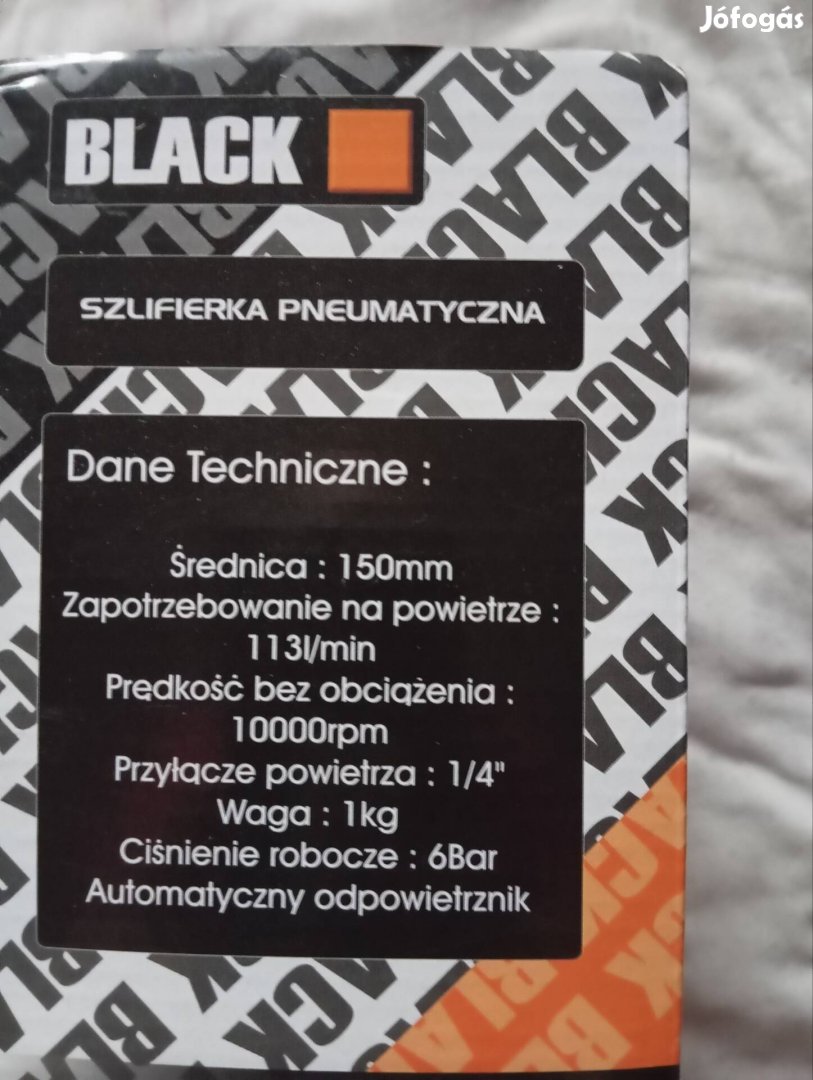 Jófogás
BLACK
SZLIFIERKA PNEUMATYCZNA
Dane Techniczne :
Średnica : 150mm
Zapotrzebowanie na powietrze :
113l/min
Prędkość bez obciążenia :
10000rpm
Przyłącze powietrza : 1/4"
Waga : 1kg
Ciśnienie robocze : 6Bar
Automatyczny odpowietrznik